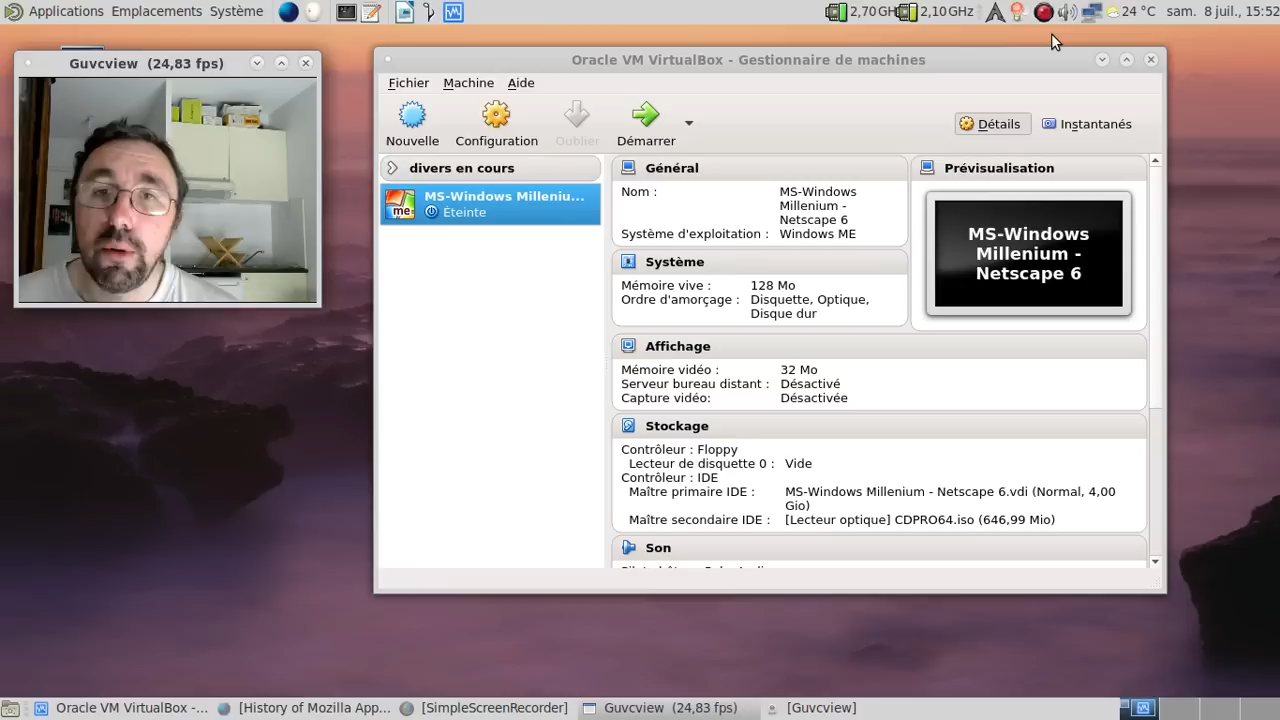 Applications Emplacements Système 2,70 GH 2,10 GHz 24 °C sam. 8 juil., 15:52
Guvcview (24,83 fps)
Oracle VM VirtualBox - Gestionnaire de machines
Fichier Machine Aide
Nouvelle Configuration Oublier Démarrer Détails Instantanés
divers en cours
MS-Windows Milleniu...
me
Éteinte
Général
Nom : MS-Windows
Millenium -
Netscape 6
Système d'exploitation : Windows ME
Système
Mémoire vive : 128 Mo
Ordre d'amorçage : Disquette, Optique,
Disque dur
Prévisualisation
MS-Windows
Millenium -
Netscape 6
Affichage
Mémoire vidéo : 32 Mo
Serveur bureau distant : Désactivé
Capture vidéo: Désactivée
Stockage
Contrôleur : Floppy
Lecteur de disquette 0 : Vide
Contrôleur : IDE
Maître primaire IDE : MS-Windows Millenium - Netscape 6.vdi (Normal, 4,00
Gio)
Maître secondaire IDE : [Lecteur optique] CDPRO64.iso (646,99 Mio)
Son
Oracle VM VirtualBox -... [History of Mozilla App... [SimpleScreenRecorder] Guvcview (24,83 fps) [Guvcview]